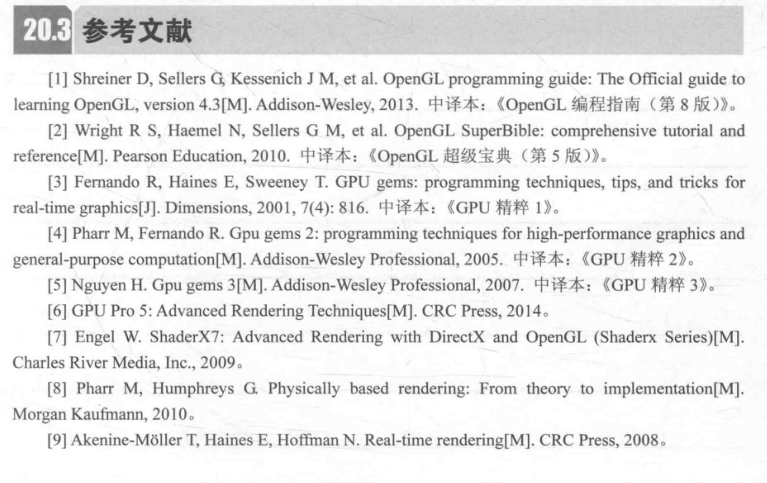 20.3 参考文献
[1] Shreiner D, Sellers G, Kessenich J M, et al. OpenGL programming guide: The Official guide to
learning OpenGL, version 4.3[M]. Addison-Wesley, 2013. 中译本：《OpenGL 编程指南（第 8 版）》。
[2] Wright R S, Haemel N, Sellers G M, et al. OpenGL SuperBible: comprehensive tutorial and
reference[M]. Pearson Education, 2010. 中译本：《OpenGL 超级宝典（第 5 版）》。
[3] Fernando R, Haines E, Sweeney T. GPU gems: programming techniques, tips, and tricks for
real-time graphics[J]. Dimensions, 2001, 7(4): 816. 中译本：《GPU 精粹 1》。
[4] Pharr M, Fernando R. Gpu gems 2: programming techniques for high-performance graphics and
general-purpose computation[M]. Addison-Wesley Professional, 2005. 中译本：《GPU 精粹 2》。
[5] Nguyen H. Gpu gems 3[M]. Addison-Wesley Professional, 2007. 中译本：《GPU 精粹 3》。
[6] GPU Pro 5: Advanced Rendering Techniques[M]. CRC Press, 2014。
[7] Engel W. ShaderX7: Advanced Rendering with DirectX and OpenGL (Shaderx Series)[M].
Charles River Media, Inc., 2009。
[8] Pharr M, Humphreys G. Physically based rendering: From theory to implementation[M].
Morgan Kaufmann, 2010。
[9] Akenine-Möller T, Haines E, Hoffman N. Real-time rendering[M]. CRC Press, 2008。